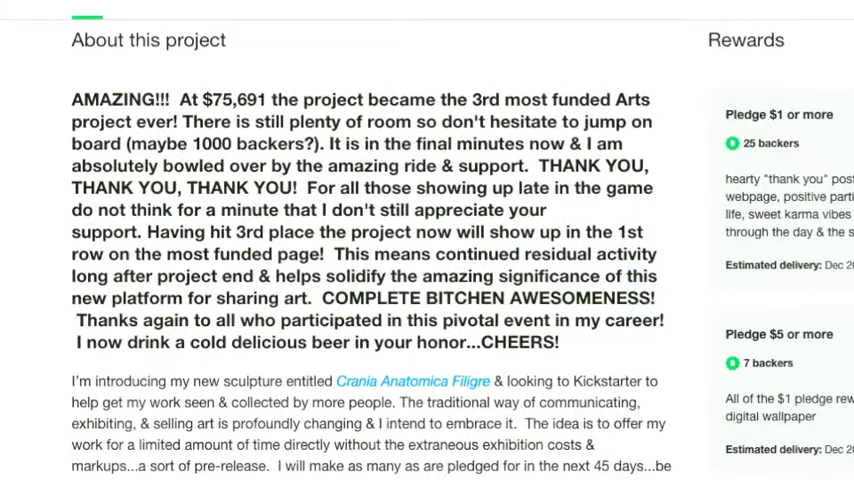 About this project
Rewards
AMAZING!!! At $75,691 the project became the 3rd most funded Arts
project ever! There is still plenty of room so don't hesitate to jump on
board (maybe 1000 backers?). It is in the final minutes now & I am
absolutely bowled over by the amazing ride & support. THANK YOU,
THANK YOU, THANK YOU! For all those showing up late in the game
do not think for a minute that I don't still appreciate your
support. Having hit 3rd place the project now will show up in the 1st
row on the most funded page! This means continued residual activity
long after project end & helps solidify the amazing significance of this
new platform for sharing art. COMPLETE BITCHEN AWESOMENESS!
Thanks again to all who participated in this pivotal event in my career!
I now drink a cold delicious beer in your honor...CHEERS!
I'm introducing my new sculpture entitled Crania Anatomica Filigre & looking to Kickstarter to
help get my work seen & collected by more people. The traditional way of communicating,
exhibiting, & selling art is profoundly changing & I intend to embrace it. The idea is to offer my
work for a limited amount of time directly without the extraneous exhibition costs &
markups...a sort of pre-release. I will make as many as are pledged for in the next 45 days...be
Pledge $1 or more
25 backers
hearty "thank you" post
webpage, positive parti
life, sweet karma vibes
through the day & the s
Estimated delivery: Dec 20
Pledge $5 or more
7 backers
All of the $1 pledge rew
digital wallpaper
Estimated delivery: Dec 20